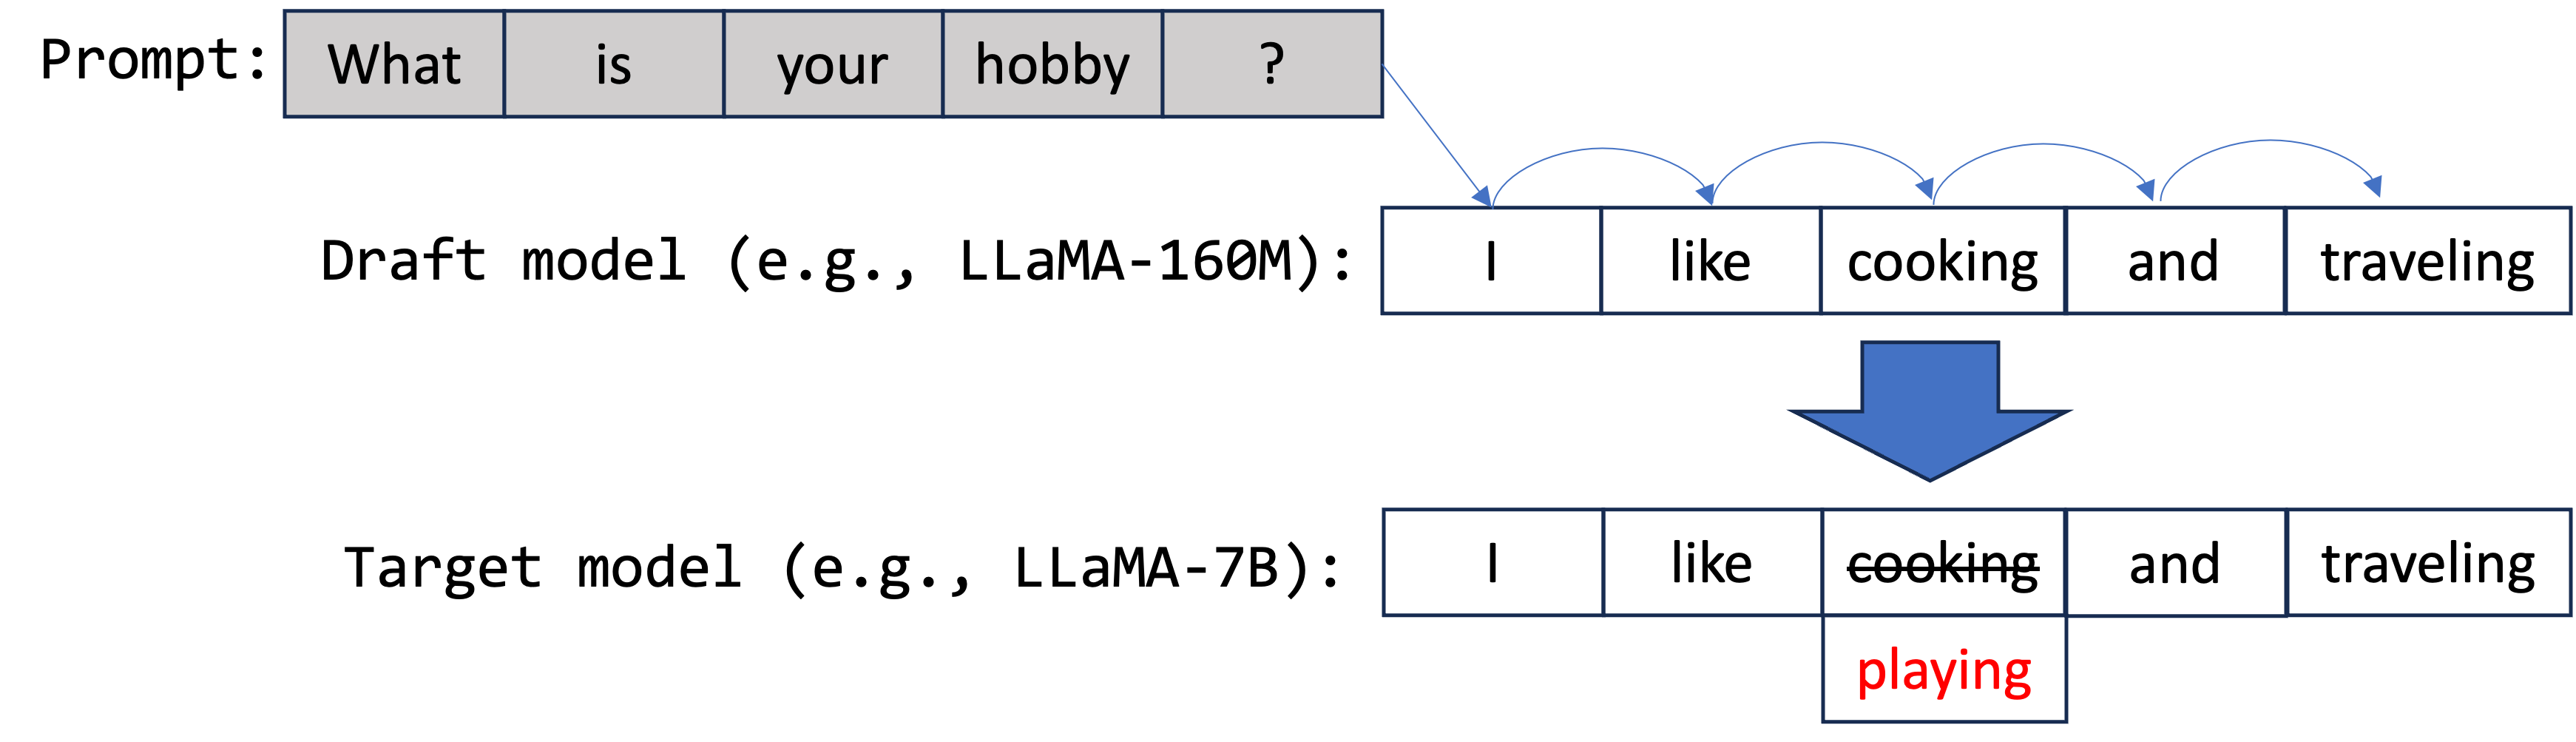 Prompt: What is your hobby ?
Draft model (e.g., LLaMA-160M): I like cooking and traveling
Target model (e.g., LLaMA-7B): I like cooking and traveling
playing